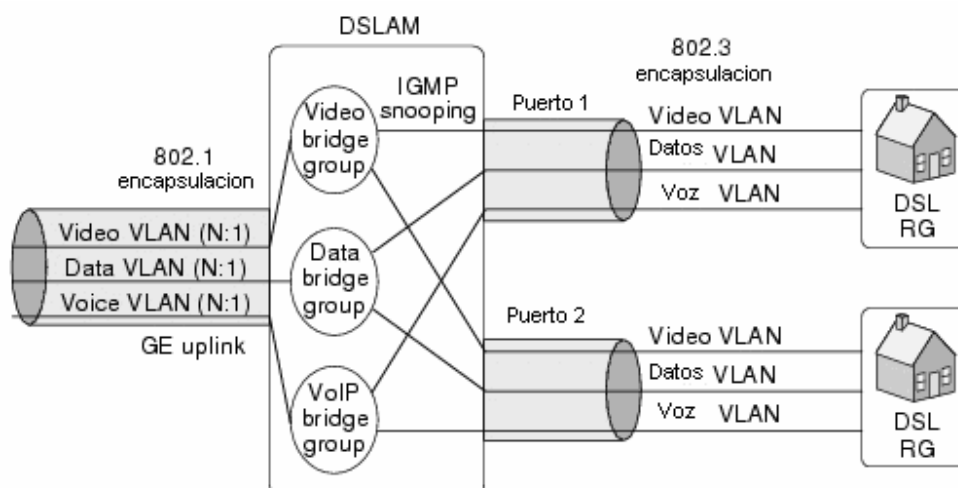 DSLAM
802.1
encapsulacion
Video VLAN (N:1)
Data VLAN (N:1)
Voice VLAN (N:1)
GE uplink
Video
bridge
group
Data
bridge
group
VoIP
bridge
group
IGMP
snooping
Puerto 1
802.3
encapsulacion
Video VLAN
Datos VLAN
Voz VLAN
DSL
RG
Puerto 2
Video VLAN
Datos VLAN
Voz VLAN
DSL
RG